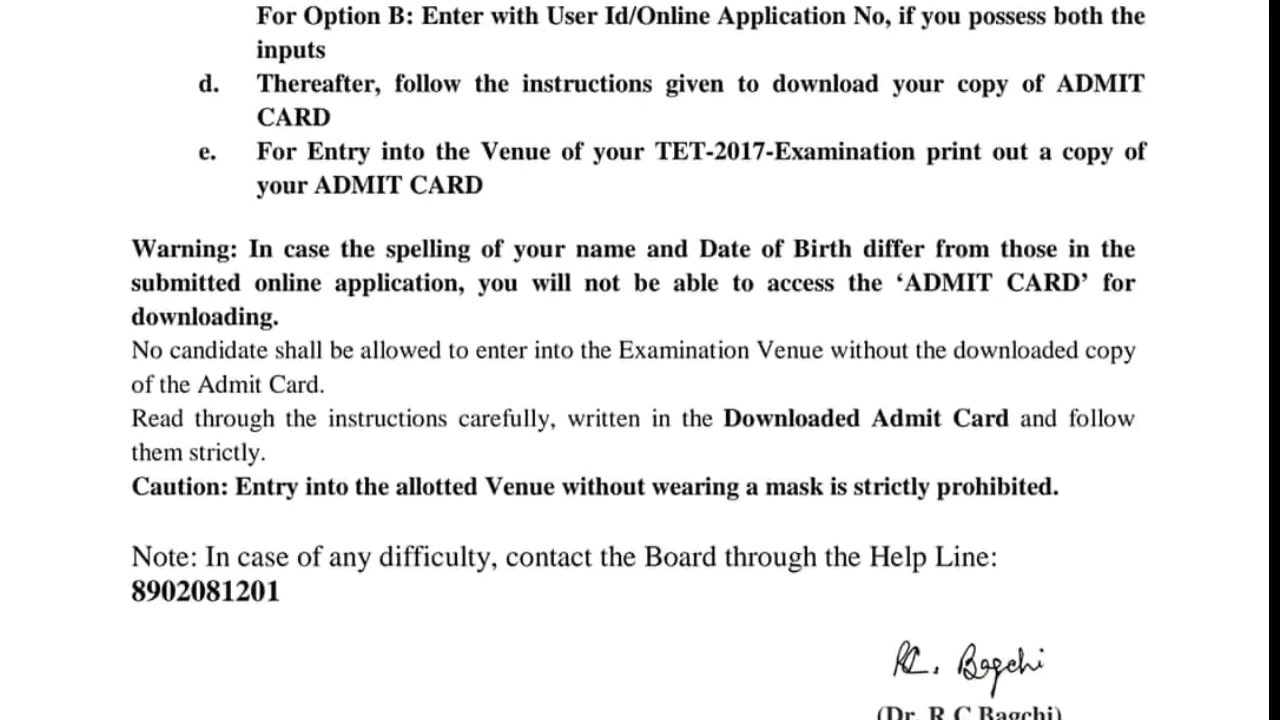 For Option B: Enter with User Id/Online Application No, if you possess both the
inputs
d. Thereafter, follow the instructions given to download your copy of ADMIT
CARD
e. For Entry into the Venue of your TET-2017-Examination print out a copy of
your ADMIT CARD
Warning: In case the spelling of your name and Date of Birth differ from those in the
submitted online application, you will not be able to access the ‘ADMIT CARD’ for
downloading.
No candidate shall be allowed to enter into the Examination Venue without the downloaded copy
of the Admit Card.
Read through the instructions carefully, written in the Downloaded Admit Card and follow
them strictly.
Caution: Entry into the allotted Venue without wearing a mask is strictly prohibited.
Note: In case of any difficulty, contact the Board through the Help Line:
8902081201
RC. Bagchi
(Dr. R C Bagchi)